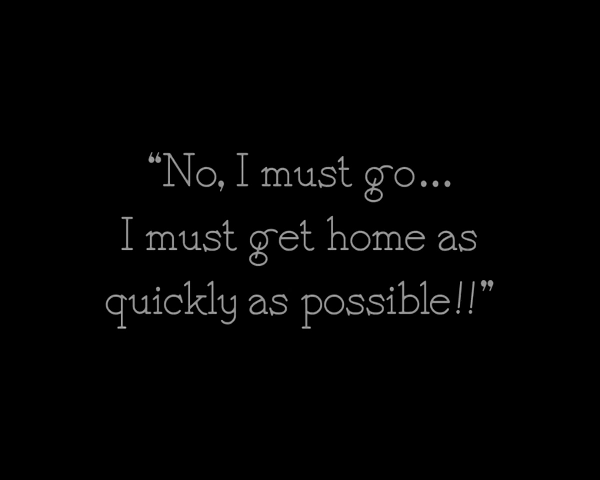 “No, I must go...
I must get home as
quickly as possible!!”